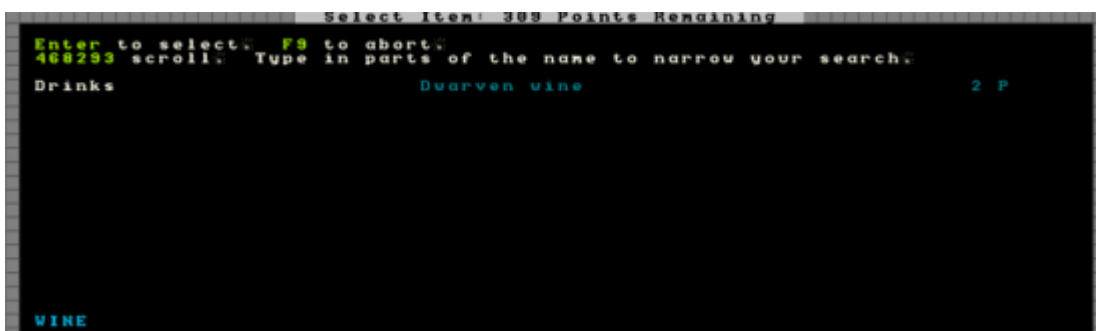 Select Item: 309 Points Remaining
Enter to select. F9 to abort.
468293 scroll. Type in parts of the name to narrow your search.
Drinks Dwarven wine 2 P
WINE